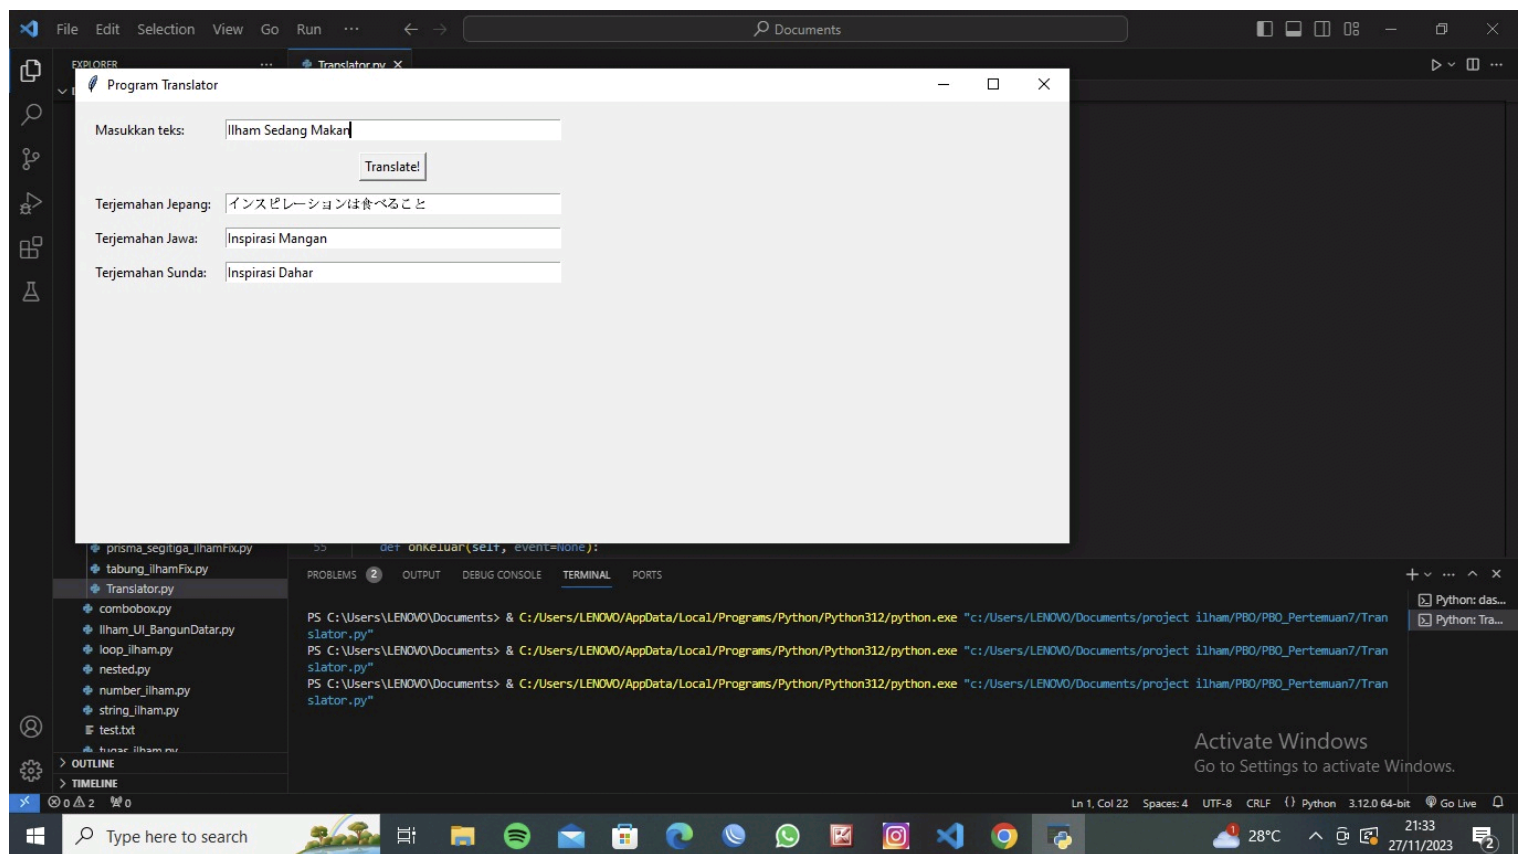 File Edit Selection View Go Run ··· Documents
EXPLORER ··· Translator.py
Program Translator
Masukkan teks: Ilham Sedang Makan
Translate!
Terjemahan Jepang: インスピレーションは食べること
Terjemahan Jawa: Inspirasi Mangan
Terjemahan Sunda: Inspirasi Dahar
prisma_segitiga_ilhamFix.py
tabung_ilhamFix.py
Translator.py
combobox.py
Ilham_UI_BangunDatar.py
loop_ilham.py
nested.py
number_ilham.py
string_ilham.py
test.txt
tugas_ilham.py
OUTLINE
TIMELINE
55 def onKeluar(self, event=None):
PROBLEMS 2 OUTPUT DEBUG CONSOLE TERMINAL PORTS
PS C:\Users\LENOVO\Documents> & C:/Users/LENOVO/AppData/Local/Programs/Python/Python312/python.exe "c:/Users/LENOVO/Documents/project ilham/PBO/PBO_Pertemuan7/Tran
slator.py"
PS C:\Users\LENOVO\Documents> & C:/Users/LENOVO/AppData/Local/Programs/Python/Python312/python.exe "c:/Users/LENOVO/Documents/project ilham/PBO/PBO_Pertemuan7/Tran
slator.py"
PS C:\Users\LENOVO\Documents> & C:/Users/LENOVO/AppData/Local/Programs/Python/Python312/python.exe "c:/Users/LENOVO/Documents/project ilham/PBO/PBO_Pertemuan7/Tran
slator.py"
Python: das...
Python: Tra...
Activate Windows
Go to Settings to activate Windows.
0 2 0 Ln 1, Col 22 Spaces: 4 UTF-8 CRLF {} Python 3.12.0 64-bit Go Live
Type here to search 1 28°C 21:33
27/11/2023 2